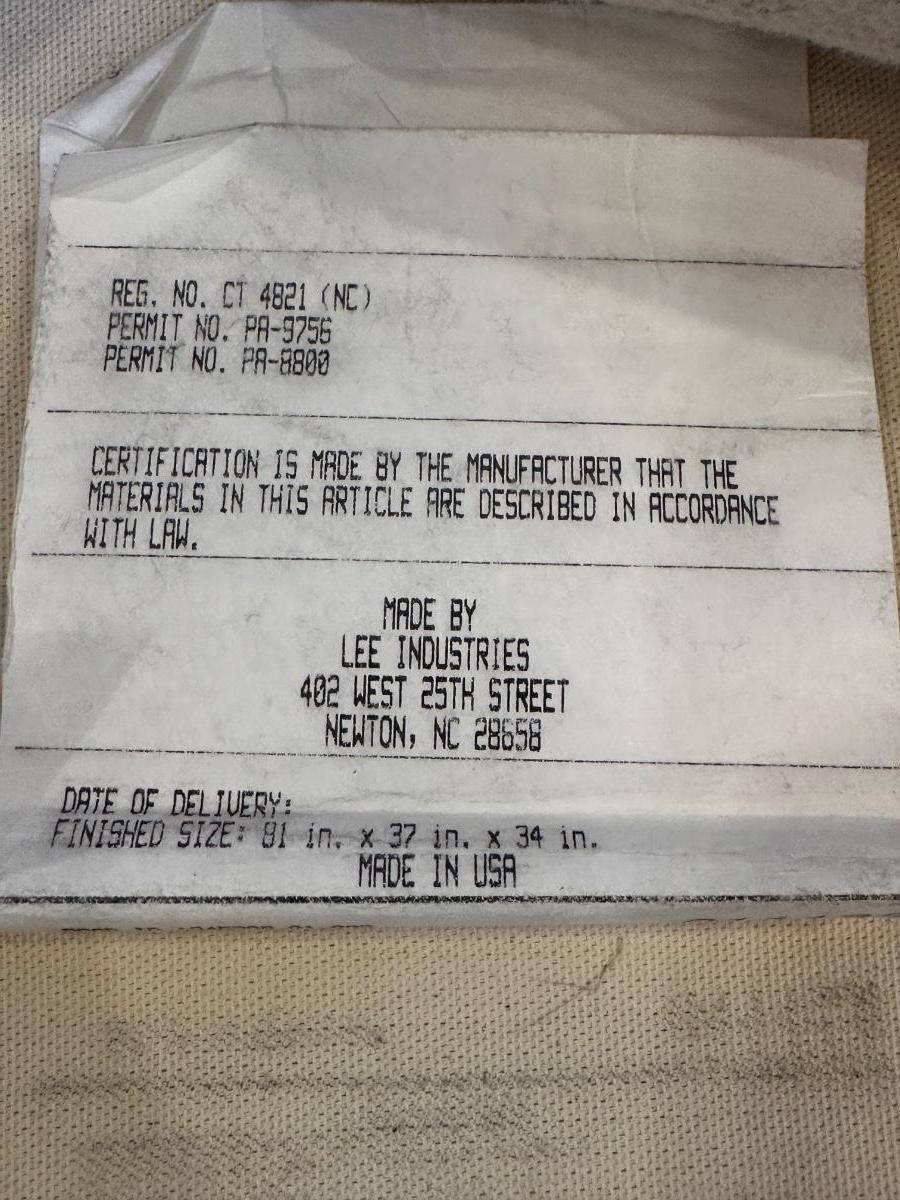 REG. NO. CT 4821 (NC)
PERMIT NO. PA-9756
PERMIT NO. PA-8800
CERTIFICATION IS MADE BY THE MANUFACTURER THAT THE
MATERIALS IN THIS ARTICLE ARE DESCRIBED IN ACCORDANCE
WITH LAW.
MADE BY
LEE INDUSTRIES
402 WEST 25TH STREET
NEWTON, NC 28658
DATE OF DELIVERY:
FINISHED SIZE: 81 in. x 37 in. x 34 in.
MADE IN USA